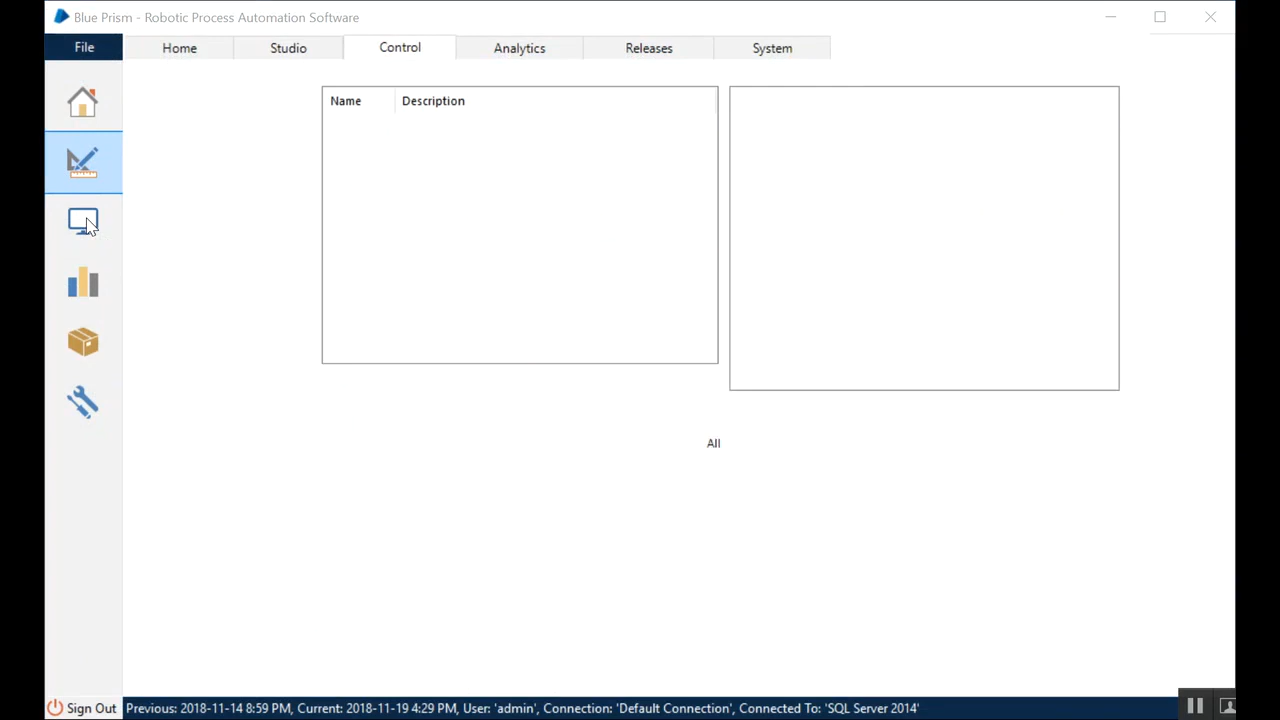 Blue Prism - Robotic Process Automation Software
File Home Studio Control Analytics Releases System
Name Description
All
Sign Out Previous: 2018-11-14 8:59 PM, Current: 2018-11-19 4:29 PM, User: 'admin', Connection: 'Default Connection', Connected To: 'SQL Server 2014'